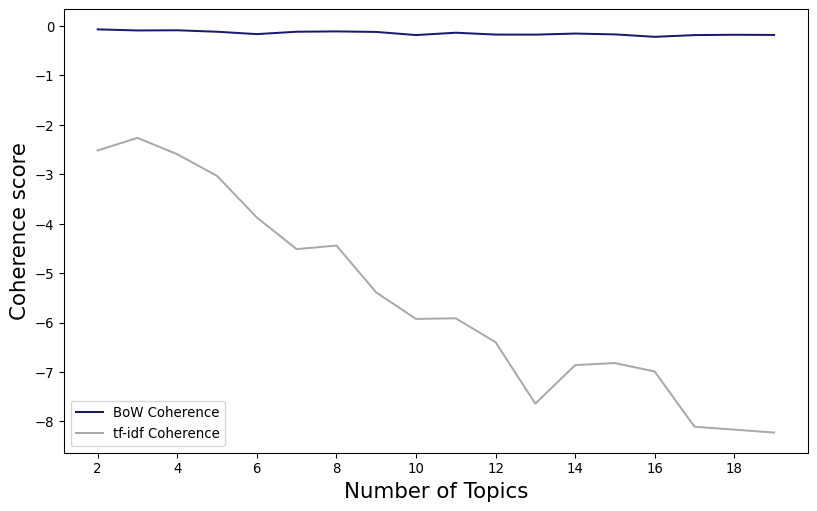 0
−1
−2
−3
−4
−5
−6
−7
−8
Coherence score
BoW Coherence
tf-idf Coherence
2 4 6 8 10 12 14 16 18
Number of Topics